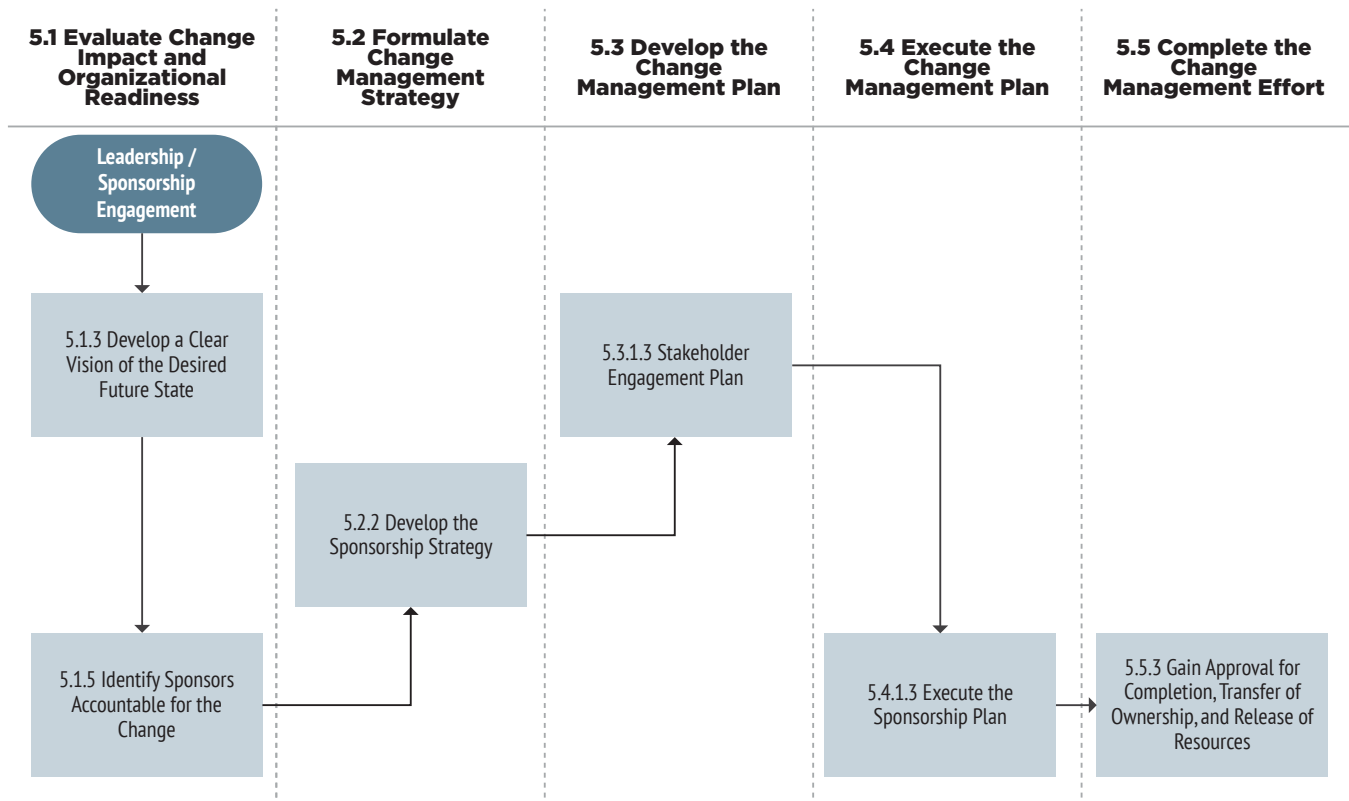 5.1 Evaluate Change
Impact and
Organizational
Readiness
5.2 Formulate
Change
Management
Strategy
5.3 Develop the
Change
Management Plan
5.4 Execute the
Change
Management Plan
5.5 Complete the
Change
Management Effort
Leadership /
Sponsorship
Engagement
5.1.3 Develop a Clear
Vision of the Desired
Future State
5.1.5 Identify Sponsors
Accountable for the
Change
5.2.2 Develop the
Sponsorship Strategy
5.3.1.3 Stakeholder
Engagement Plan
5.4.1.3 Execute the
Sponsorship Plan
5.5.3 Gain Approval for
Completion, Transfer of
Ownership, and Release of
Resources